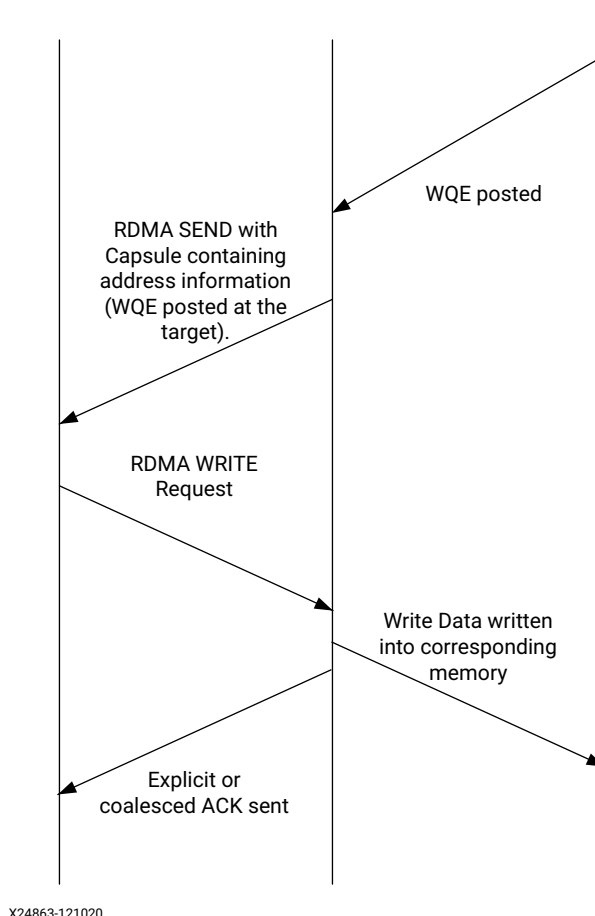 WQE posted
RDMA SEND with
Capsule containing
address information
(WQE posted at the
target).
RDMA WRITE
Request
Write Data written
into corresponding
memory
Explicit or
coalesced ACK sent
X24863-121020